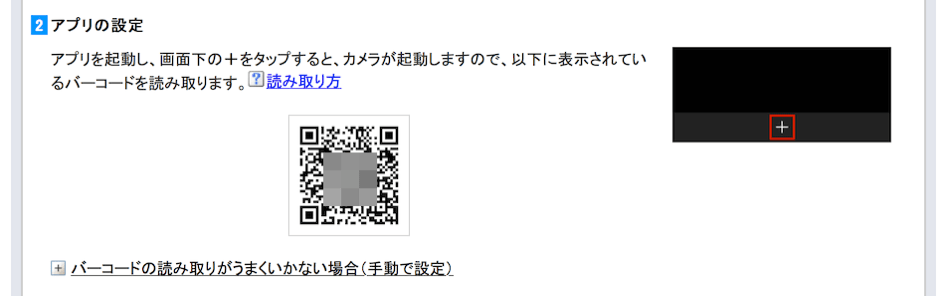 2 アプリの設定
アプリを起動し、画面下の＋をタップすると、カメラが起動しますので、以下に表示されてい
るバーコードを読み取ります。 ? 読み取り方
+ バーコードの読み取りがうまくいかない場合(手動で設定)